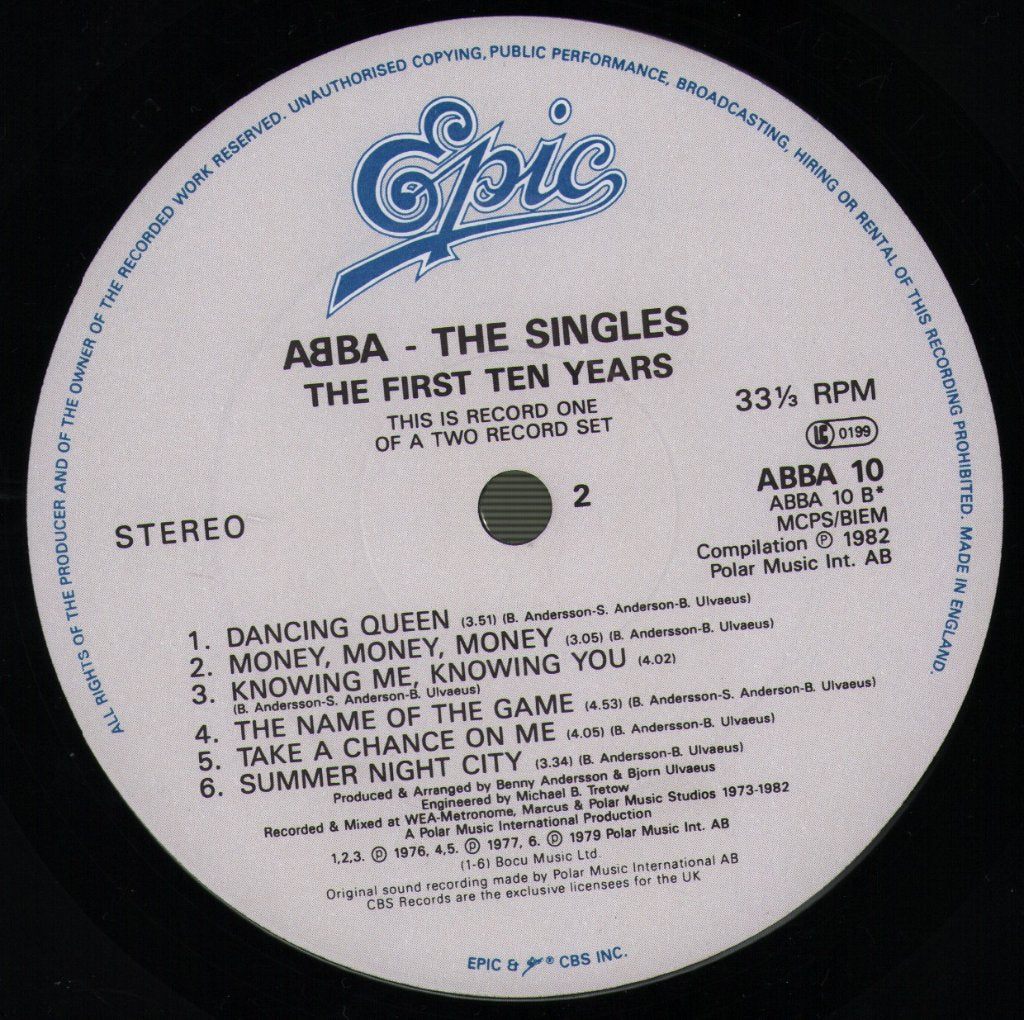 ALL RIGHTS OF THE PRODUCER AND OF THE OWNER OF THE RECORDED WORK RESERVED. UNAUTHORISED COPYING, PUBLIC PERFORMANCE, BROADCASTING, HIRING OR RENTAL OF THIS RECORDING PROHIBITED. MADE IN ENGLAND.
Epic
ABBA - THE SINGLES
THE FIRST TEN YEARS
THIS IS RECORD ONE
OF A TWO RECORD SET
33⅓ RPM
LC 0199
2
STEREO
ABBA 10
ABBA 10 B*
MCPS/BIEM
Compilation ℗ 1982
Polar Music Int. AB
1. DANCING QUEEN (3.51) (B. Andersson-S. Anderson-B. Ulvaeus)
2. MONEY, MONEY, MONEY (3.05) (B. Andersson-B. Ulvaeus)
3. KNOWING ME, KNOWING YOU (4.02)
(B. Andersson-S. Anderson-B. Ulvaeus)
4. THE NAME OF THE GAME (4.53) (B. Andersson-S. Anderson-B. Ulvaeus)
5. TAKE A CHANCE ON ME (4.05) (B. Andersson-B. Ulvaeus)
6. SUMMER NIGHT CITY (3.34) (B. Andersson-B. Ulvaeus)
Produced & Arranged by Benny Andersson & Bjorn Ulvaeus
Engineered by Michael B. Tretow
Recorded & Mixed at WEA-Metronome, Marcus & Polar Music Studios 1973-1982
A Polar Music International Production
1,2,3. ℗ 1976, 4,5. ℗ 1977, 6. ℗ 1979 Polar Music Int. AB
(1-6) Bocu Music Ltd.
Original sound recording made by Polar Music International AB
CBS Records are the exclusive licensees for the UK
EPIC & ® CBS INC.